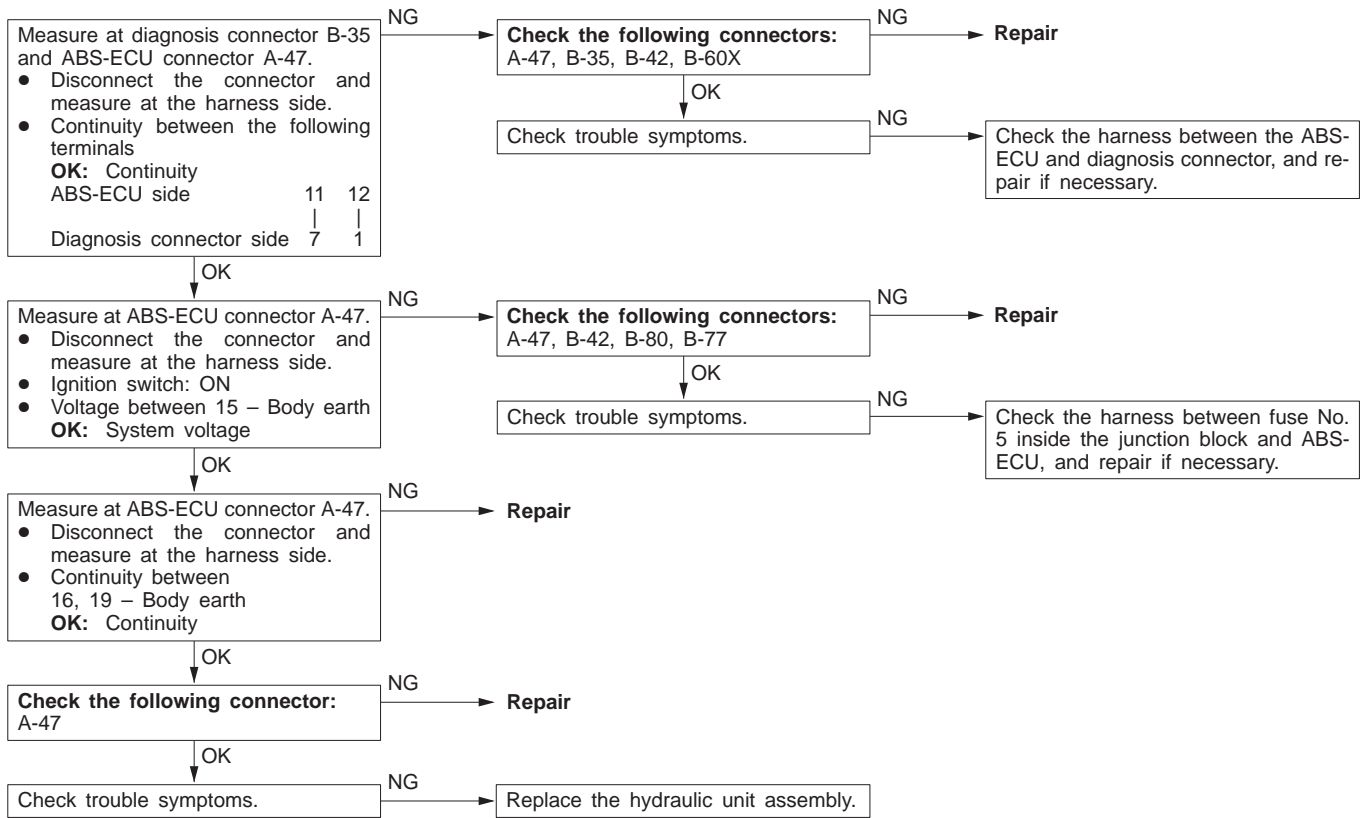 Measure at diagnosis connector B-35
and ABS-ECU connector A-47.
● Disconnect the connector and
measure at the harness side.
● Continuity between the following
terminals
OK: Continuity
ABS-ECU side 11 12
| |
Diagnosis connector side 7 1
NG
Check the following connectors:
A-47, B-35, B-42, B-60X
NG
Repair
OK
Check trouble symptoms.
NG
Check the harness between the ABS-
ECU and diagnosis connector, and re-
pair if necessary.
OK
Measure at ABS-ECU connector A-47.
● Disconnect the connector and
measure at the harness side.
● Ignition switch: ON
● Voltage between 15 – Body earth
OK: System voltage
NG
Check the following connectors:
A-47, B-42, B-80, B-77
NG
Repair
OK
Check trouble symptoms.
NG
Check the harness between fuse No.
5 inside the junction block and ABS-
ECU, and repair if necessary.
OK
Measure at ABS-ECU connector A-47.
● Disconnect the connector and
measure at the harness side.
● Continuity between
16, 19 – Body earth
OK: Continuity
NG
Repair
OK
Check the following connector:
A-47
NG
Repair
OK
Check trouble symptoms.
NG
Replace the hydraulic unit assembly.